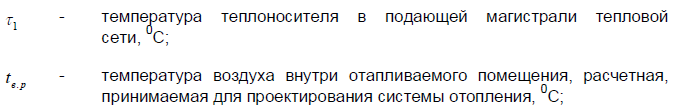 τ₁ - температура теплоносителя в подающей магистрали тепловой
сети, ⁰С;
tв.р - температура воздуха внутри отапливаемого помещения, расчетная,
принимаемая для проектирования системы отопления, ⁰С;